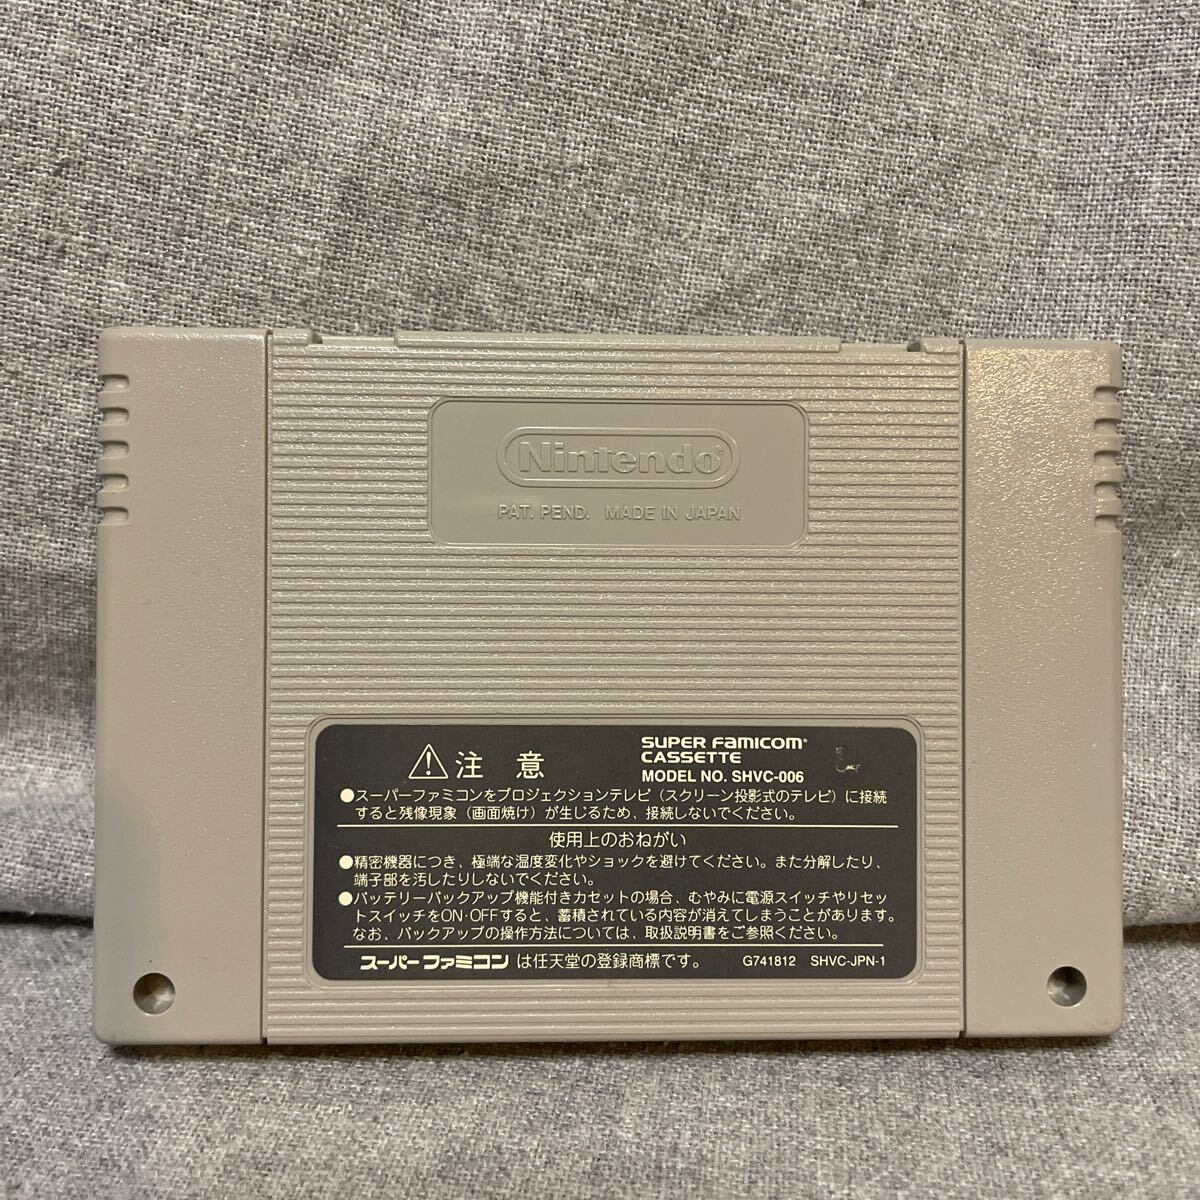 Nintendo®
PAT. PEND. MADE IN JAPAN
⚠注意
SUPER FAMICOM®
CASSETTE
MODEL NO. SHVC-006
●スーパーファミコンをプロジェクションテレビ（スクリーン投影式のテレビ）に接続
すると残像現象（画面焼け）が生じるため、接続しないでください。
使用上のおねがい
●精密機器につき、極端な温度変化やショックを避けてください。また分解したり、
端子部を汚したりしないでください。
●バッテリーバックアップ機能付きカセットの場合、むやみに電源スイッチやリセッ
トスイッチをON・OFFすると、蓄積されている内容が消えてしまうことがあります。
なお、バックアップの操作方法については、取扱説明書をご参照ください。
スーパーファミコンは任天堂の登録商標です。 G741812 SHVC-JPN-1